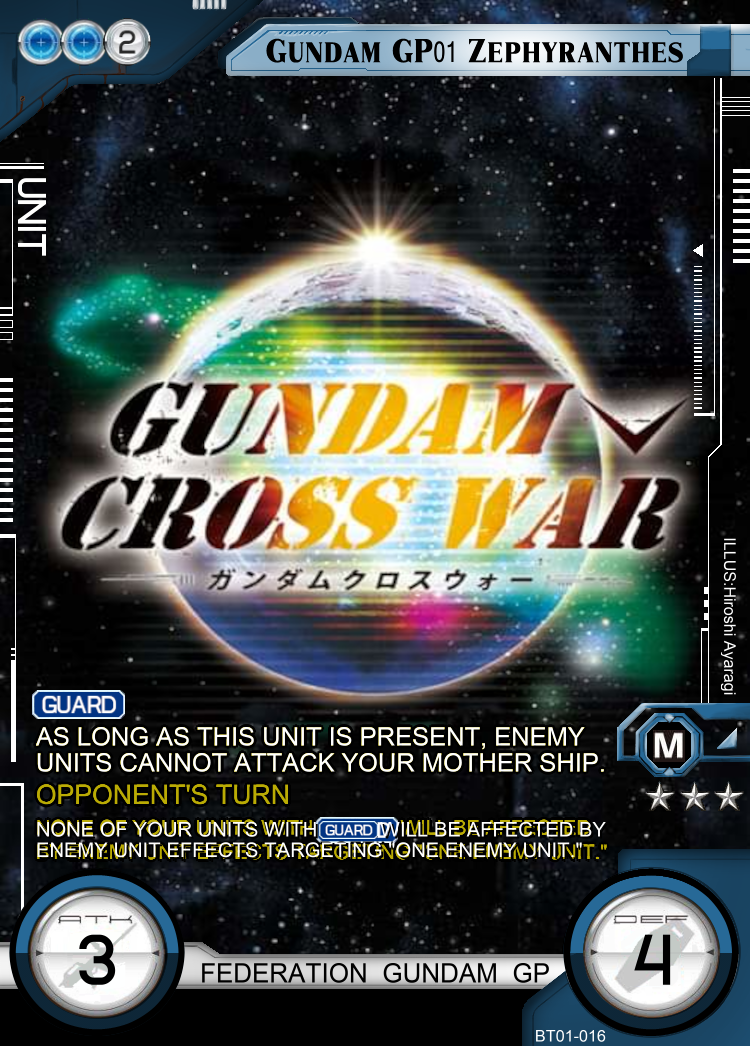 2
GUNDAM GP01 ZEPHYRANTHES
UNIT
GUNDAM
CROSS WAR
ガンダムクロスウォー
ILLUS:Hiroshi Ayaragi
GUARD
AS LONG AS THIS UNIT IS PRESENT, ENEMY
UNITS CANNOT ATTACK YOUR MOTHER SHIP.
M
OPPONENT'S TURN
NONE OF YOUR UNITS WITH GUARD WILL BE AFFECTED BY
ENEMY UNIT EFFECTS TARGETING "ONE ENEMY UNIT."
ATK
3
DEF
4
FEDERATION GUNDAM GP
BT01-016